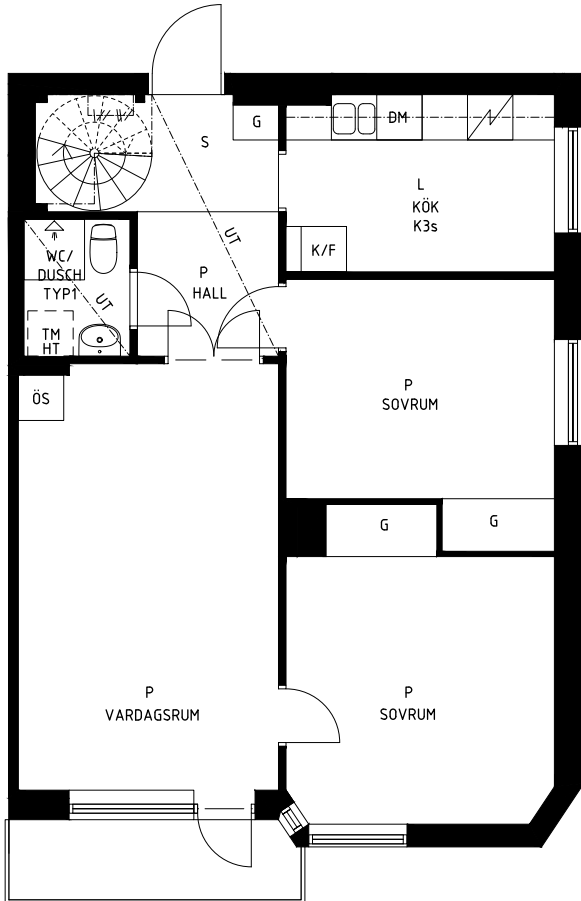 G
DM
S
L
KÖK
K3s
UT
K/F
WC/
DUSCH
TYP1
UT
P
HALL
TM
HT
ÖS
P
SOVRUM
G
G
P
VARDAGSRUM
P
SOVRUM